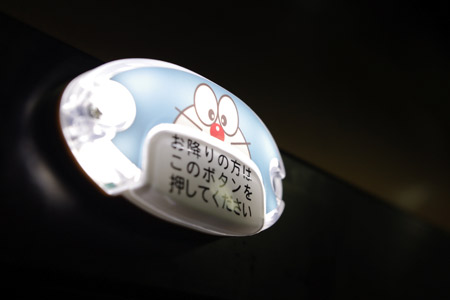 お降りの方は
このボタンを
押してください